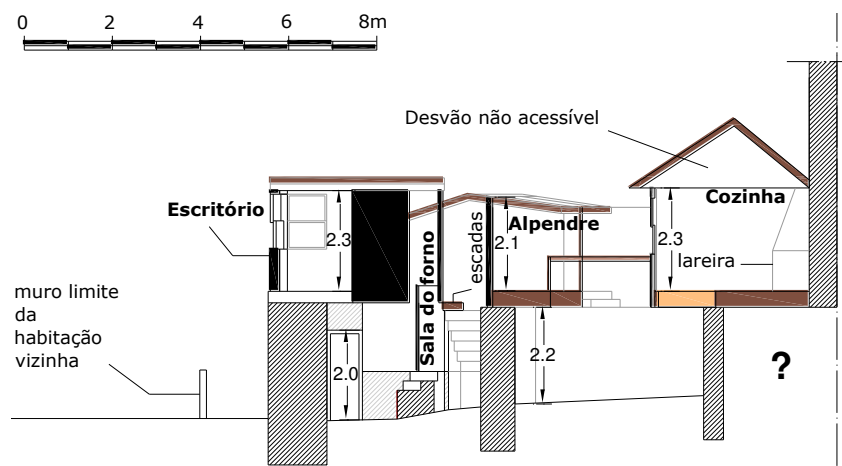 0 2 4 6 8m
Desvão não acessível
Escritório
2.3
Sala do forno
escadas
2.1
Alpendre
Cozinha
2.3
lareira
muro limite
da
habitação
vizinha
2.0
2.2
?